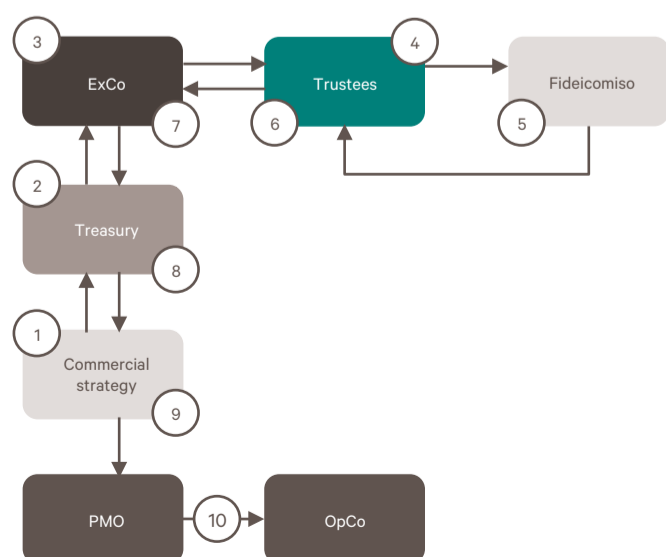 3
4
ExCo
Trustees
Fideicomiso
7
6
5
2
Treasury
8
1
Commercial
strategy
9
PMO
10
OpCo